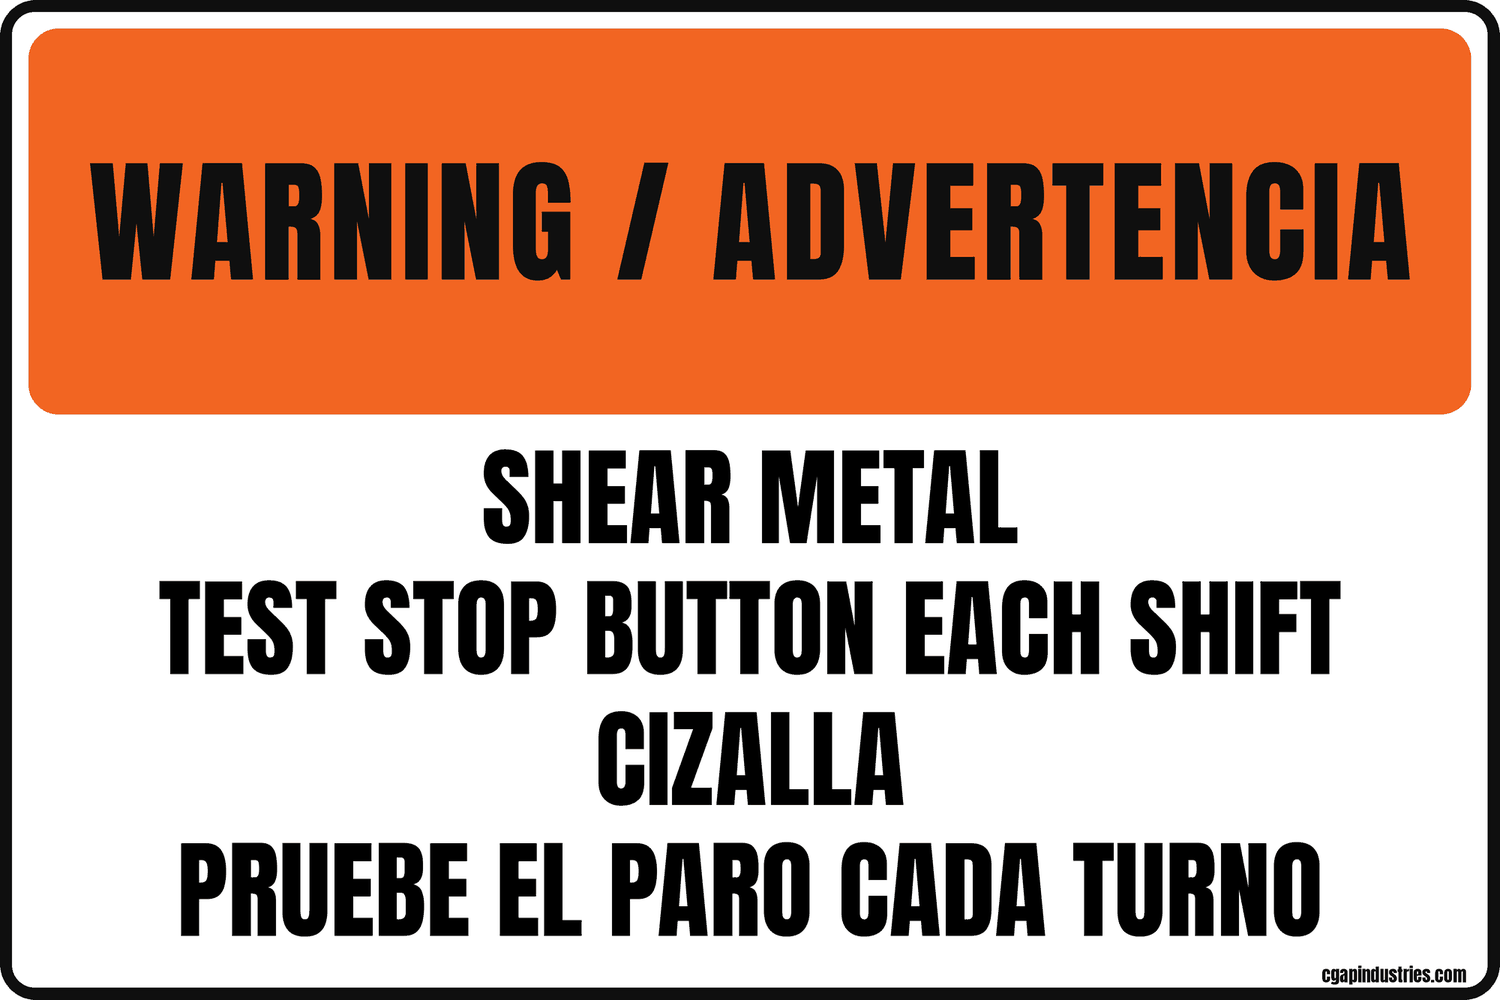 WARNING / ADVERTENCIA
SHEAR METAL
TEST STOP BUTTON EACH SHIFT
CIZALLA
PRUEBE EL PARO CADA TURNO
cgapindustries.com